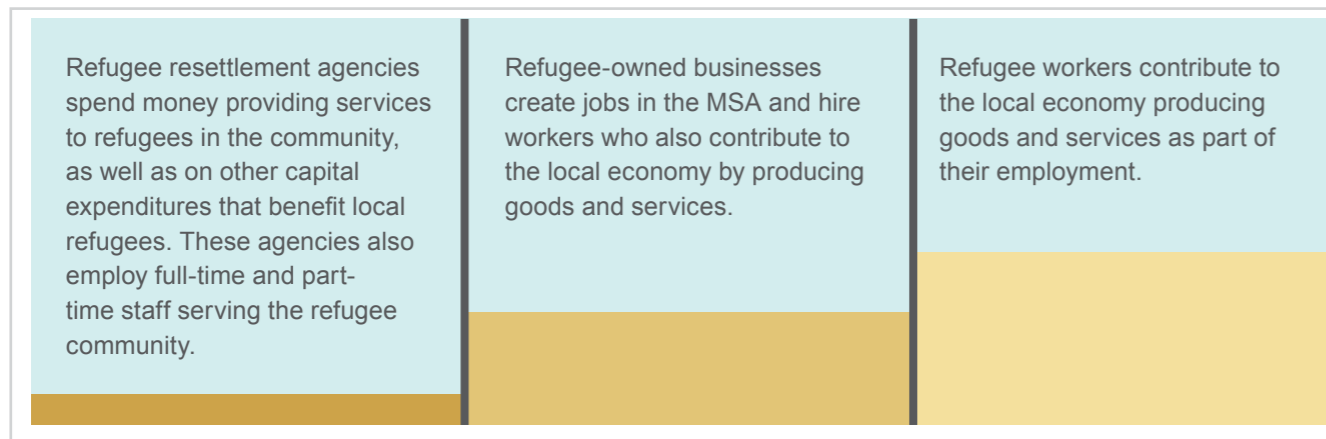 Refugee resettlement agencies
spend money providing services
to refugees in the community,
as well as on other capital
expenditures that benefit local
refugees. These agencies also
employ full-time and part-
time staff serving the refugee
community.
Refugee-owned businesses
create jobs in the MSA and hire
workers who also contribute to
the local economy by producing
goods and services.
Refugee workers contribute to
the local economy producing
goods and services as part of
their employment.